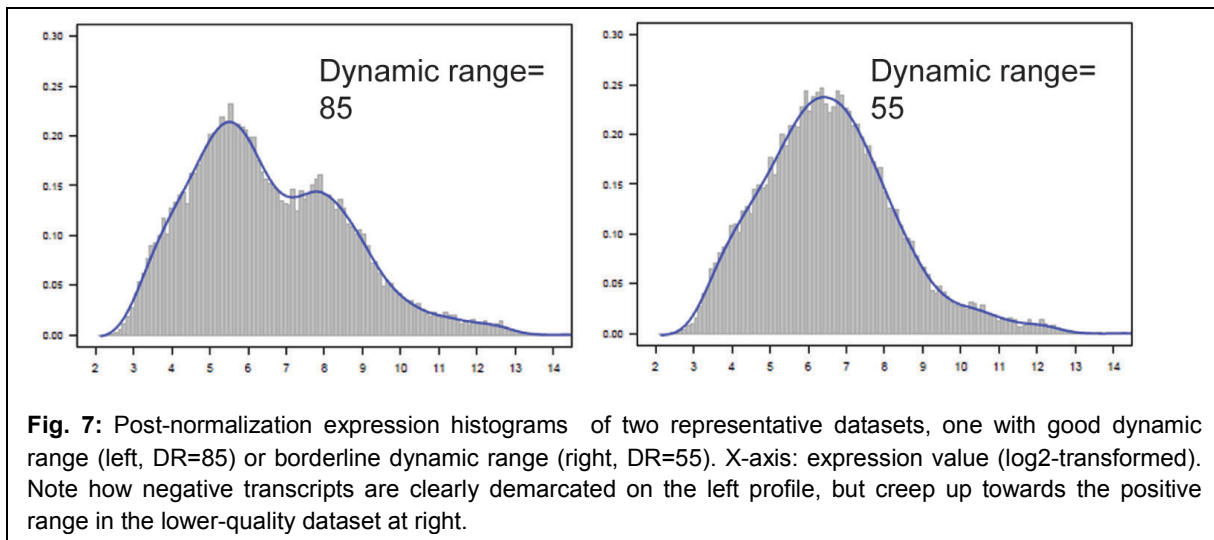 0.30
0.25
0.20
0.15
0.10
0.05
0.00
2 3 4 5 6 7 8 9 10 11 12 13 14
Dynamic range=
85
0.30
0.25
0.20
0.15
0.10
0.05
0.00
2 3 4 5 6 7 8 9 10 11 12 13 14
Dynamic range=
55
Fig. 7: Post-normalization expression histograms of two representative datasets, one with good dynamic
range (left, DR=85) or borderline dynamic range (right, DR=55). X-axis: expression value (log2-transformed).
Note how negative transcripts are clearly demarcated on the left profile, but creep up towards the positive
range in the lower-quality dataset at right.